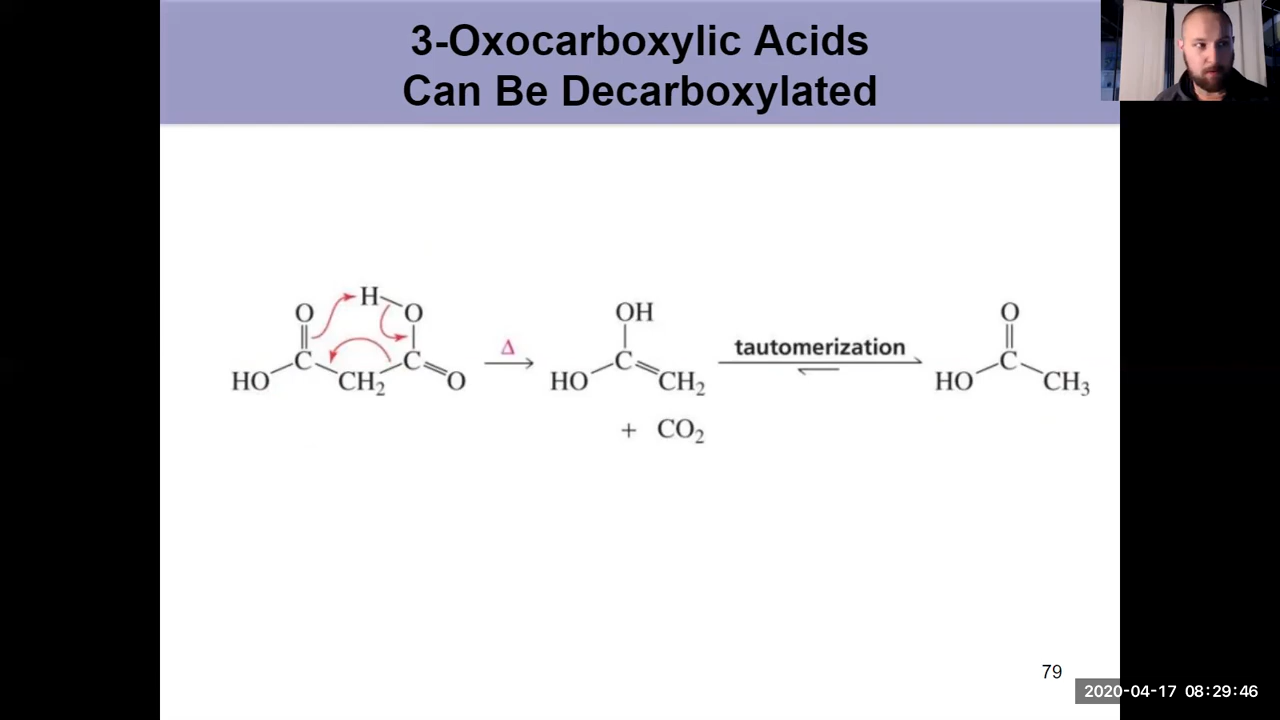 3-Oxocarboxylic Acids
Can Be Decarboxylated
H
O
O
OH
O
Δ
tautomerization
C
C
C
C
HO
CH₂
O
HO
CH₂
HO
CH₃
+ CO₂
79
2020-04-17 08:29:46